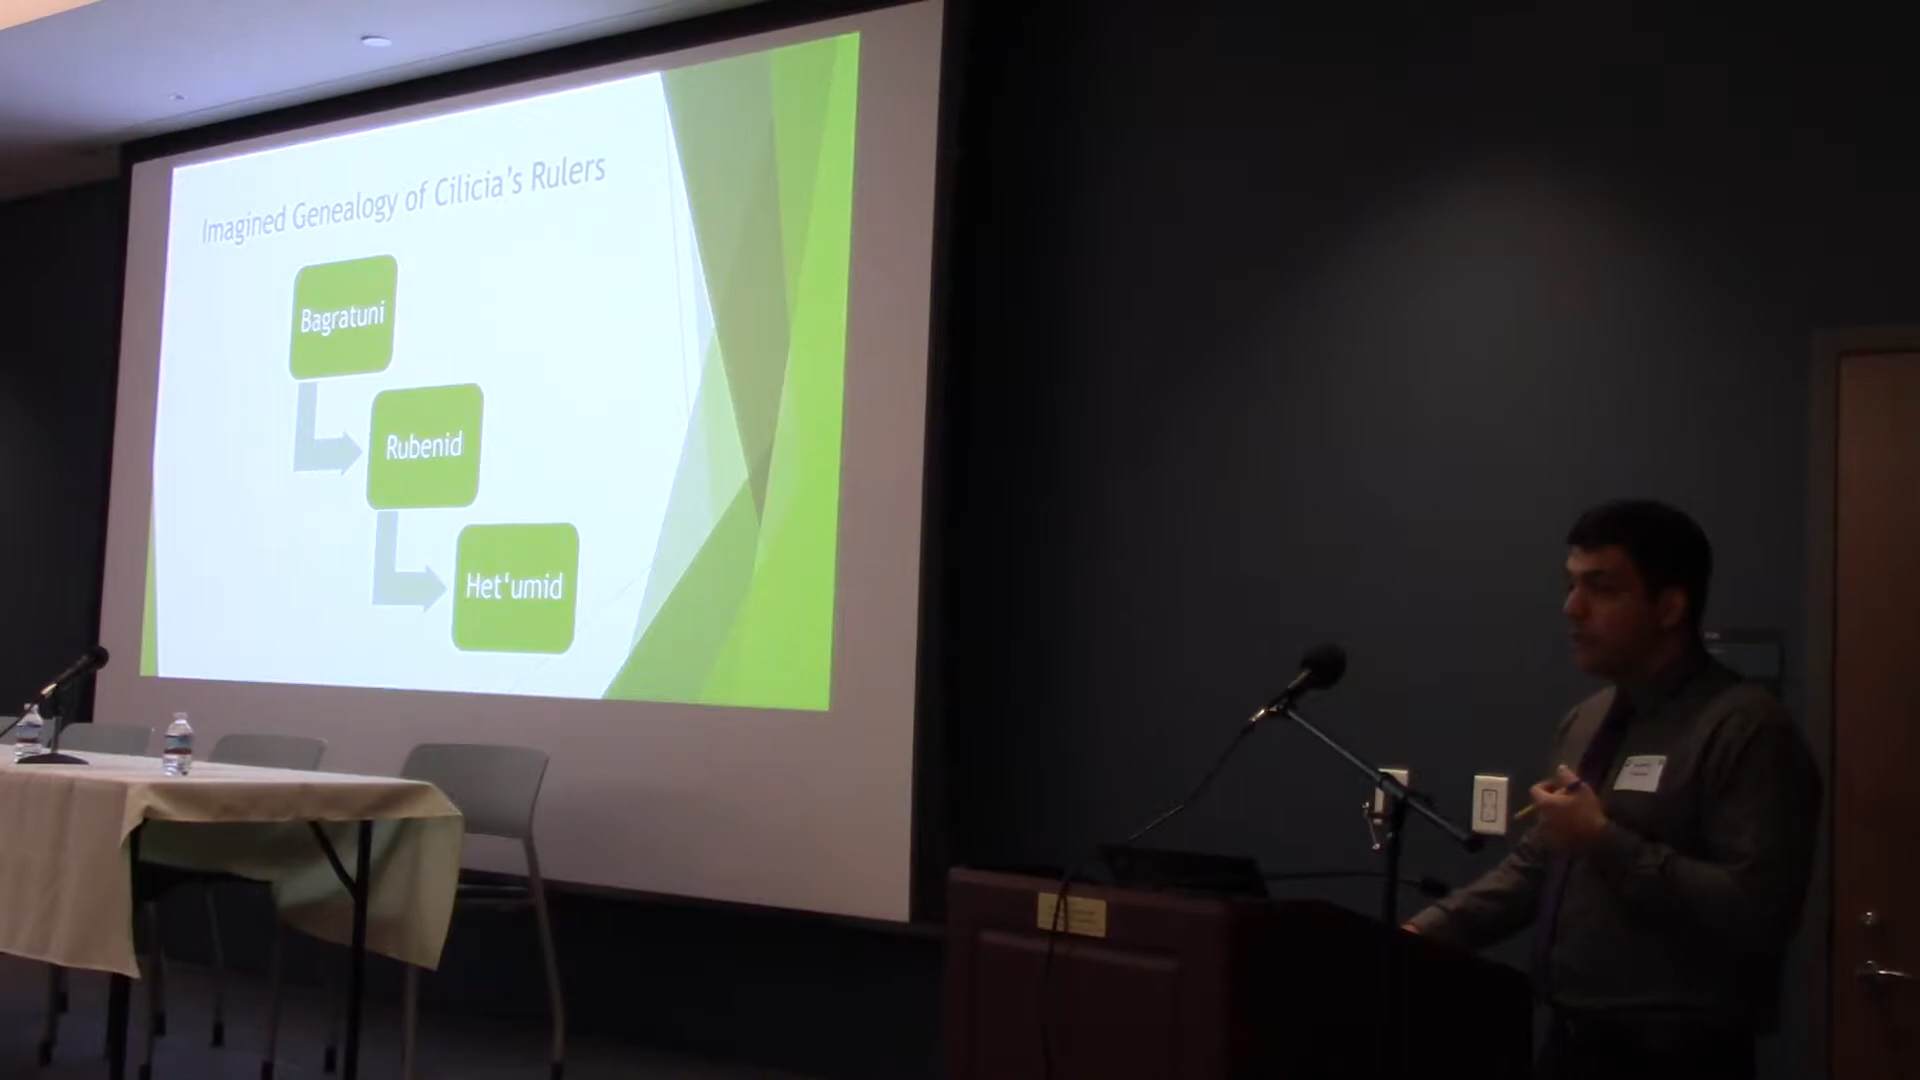 Imagined Genealogy of Cilicia's Rulers
Bagratuni
Rubenid
Het'umid